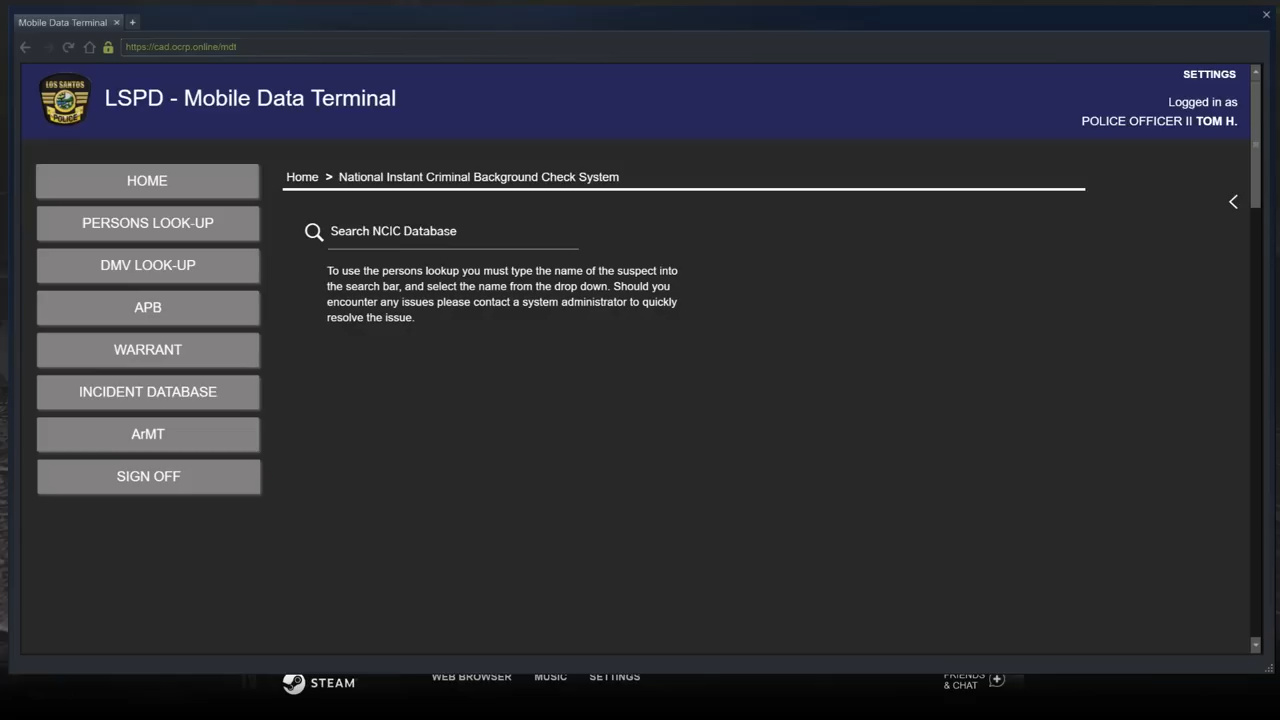 Mobile Data Terminal
https://cad.ocrp.online/mdt
SETTINGS
LOS SANTOS
POLICE
LSPD - Mobile Data Terminal
Logged in as
POLICE OFFICER II TOM H.
HOME
PERSONS LOOK-UP
DMV LOOK-UP
APB
WARRANT
INCIDENT DATABASE
ArMT
SIGN OFF
Home > National Instant Criminal Background Check System
Search NCIC Database
To use the persons lookup you must type the name of the suspect into
the search bar, and select the name from the drop down. Should you
encounter any issues please contact a system administrator to quickly
resolve the issue.
STEAM
WEB BROWSER
MUSIC
SETTINGS
FRIENDS
& CHAT